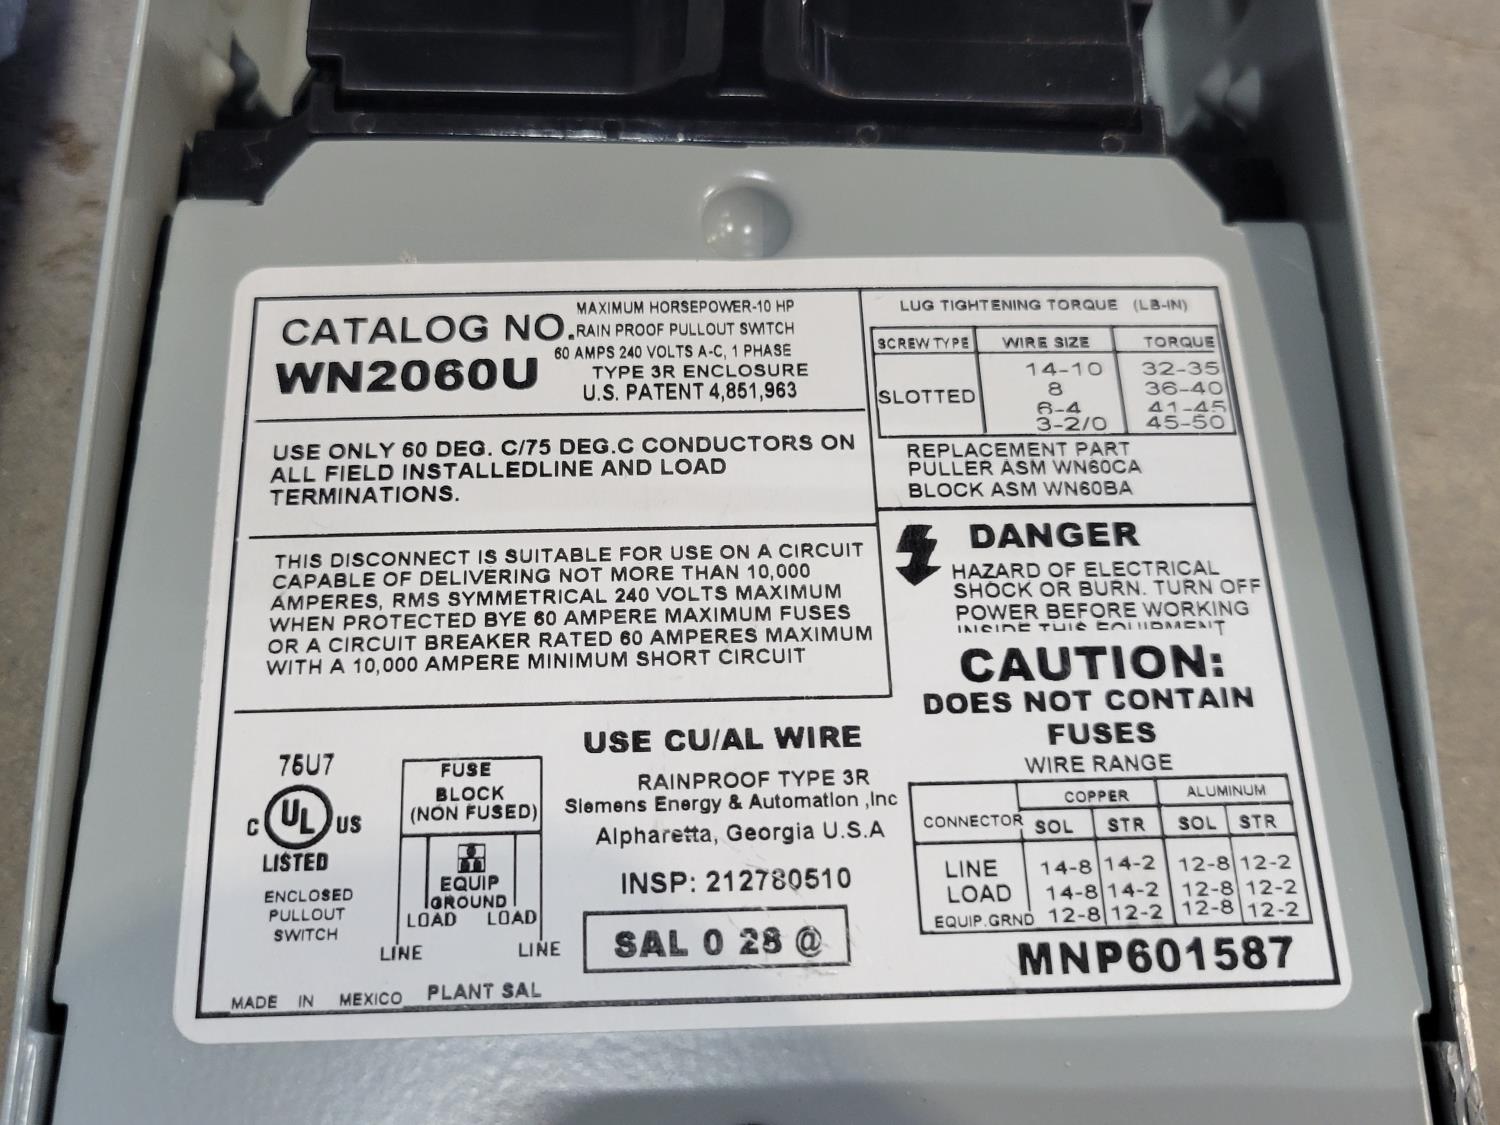 CATALOG NO.
WN2060U
MAXIMUM HORSEPOWER-10 HP
RAIN PROOF PULLOUT SWITCH
60 AMPS 240 VOLTS A-C, 1 PHASE
TYPE 3R ENCLOSURE
U.S. PATENT 4,851,963
LUG TIGHTENING TORQUE (LB-IN)
SCREW TYPE WIRE SIZE TORQUE
SLOTTED
14-10 32-35
8 36-40
6-4 41-45
3-2/0 45-50
REPLACEMENT PART
PULLER ASM WN60CA
BLOCK ASM WN60BA
USE ONLY 60 DEG. C/75 DEG.C CONDUCTORS ON
ALL FIELD INSTALLEDLINE AND LOAD
TERMINATIONS.
THIS DISCONNECT IS SUITABLE FOR USE ON A CIRCUIT
CAPABLE OF DELIVERING NOT MORE THAN 10,000
AMPERES, RMS SYMMETRICAL 240 VOLTS MAXIMUM
WHEN PROTECTED BYE 60 AMPERE MAXIMUM FUSES
OR A CIRCUIT BREAKER RATED 60 AMPERES MAXIMUM
WITH A 10,000 AMPERE MINIMUM SHORT CIRCUIT
DANGER
HAZARD OF ELECTRICAL
SHOCK OR BURN. TURN OFF
POWER BEFORE WORKING
INSIDE THIS EQUIPMENT
CAUTION:
DOES NOT CONTAIN
FUSES
WIRE RANGE
COPPER ALUMINUM
CONNECTOR SOL STR SOL STR
LINE 14-8 14-2 12-8 12-2
LOAD 14-8 14-2 12-8 12-2
EQUIP.GRND 12-8 12-2 12-8 12-2
MNP601587
76U7
C UL US
LISTED
ENCLOSED
PULLOUT
SWITCH
FUSE
BLOCK
(NON FUSED)
EQUIP
GROUND
LOAD LOAD
LINE LINE
USE CU/AL WIRE
RAINPROOF TYPE 3R
Siemens Energy & Automation ,Inc
Alpharetta, Georgia U.S.A
INSP: 212780510
SAL 0 28 @
MADE IN MEXICO PLANT SAL